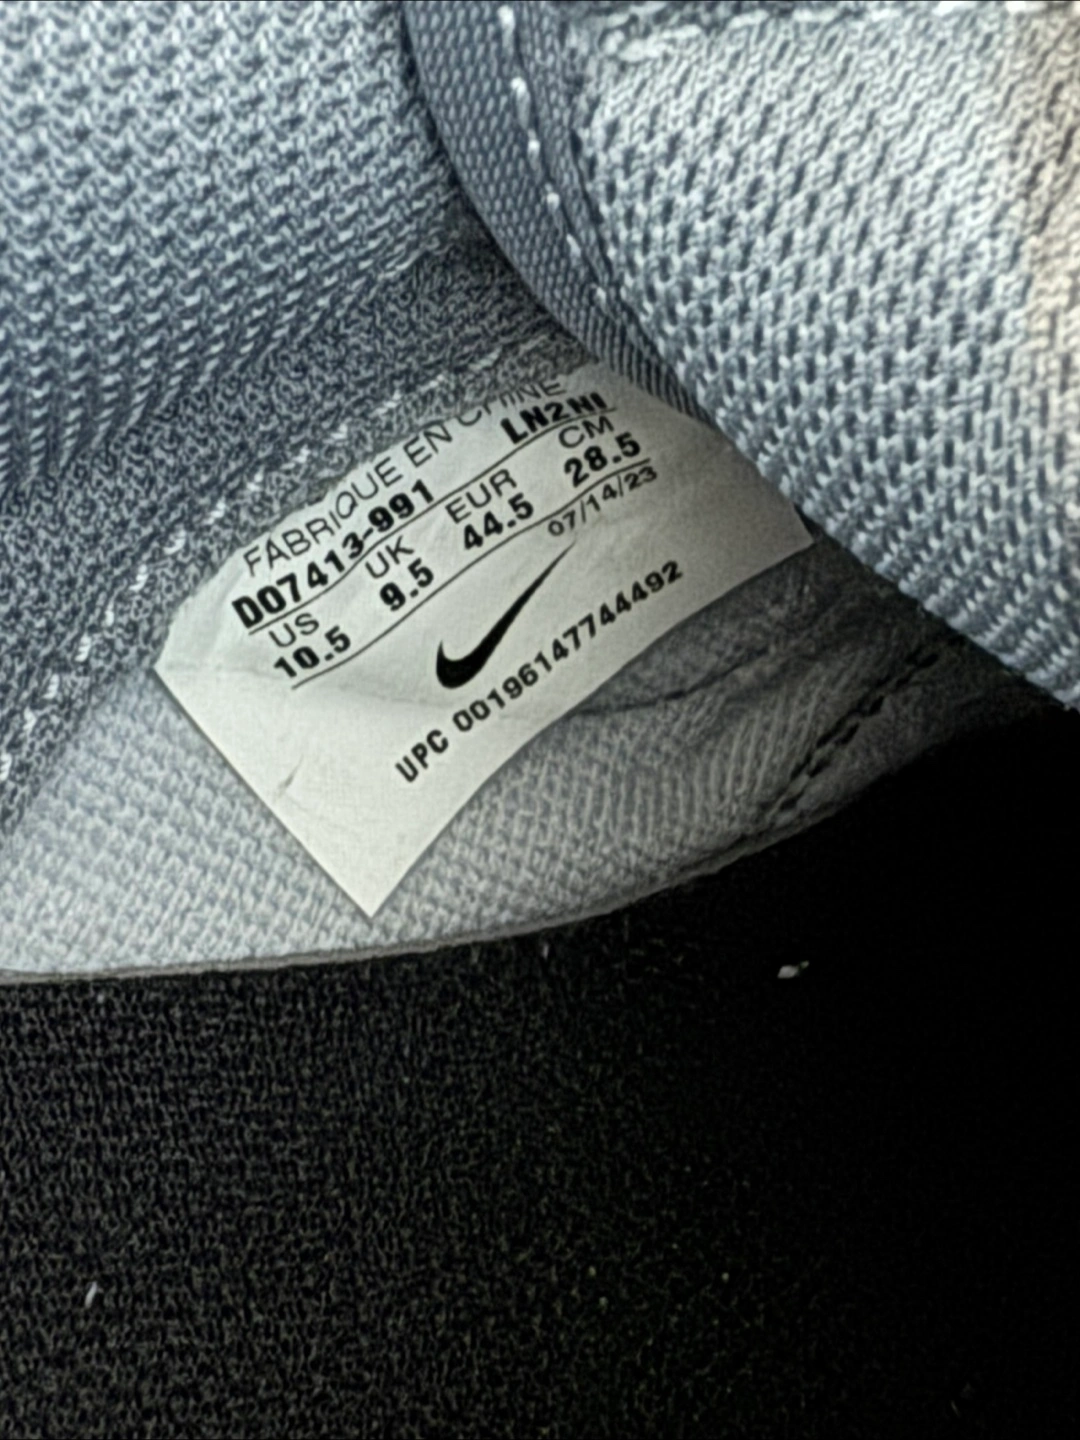 FABRIQUE EN CHINE
DO7413-991 LN2NI
US UK EUR CM
10.5 9.5 44.5 28.5
07/14/23
UPC 00196147744492